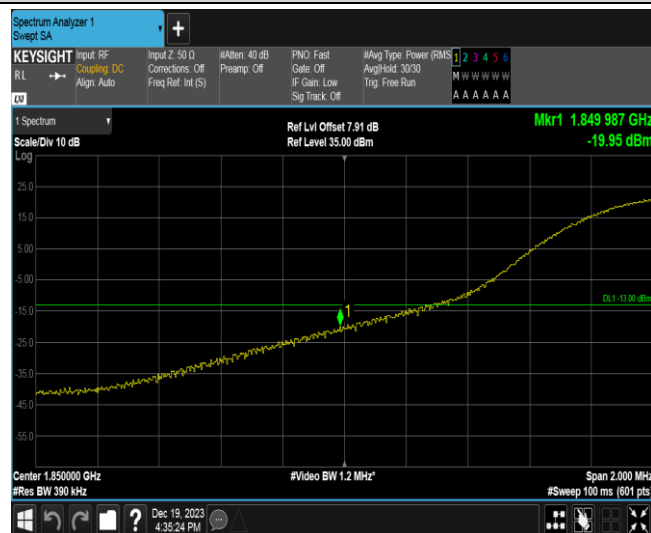 Spectrum Analyzer 1
Swept SA
KEYSIGHT
RL
LXI
Input: RF
Coupling: DC
Align: Auto
Input Z: 50 Ω
Corrections: Off
Freq Ref: Int (S)
#Atten: 40 dB
Preamp: Off
PNO: Fast
Gate: Off
IF Gain: Low
Sig Track: Off
#Avg Type: Power (RMS
Avg|Hold: 30/30
Trig: Free Run
1 2 3 4 5 6
M W W W W W
A A A A A A
1 Spectrum
Scale/Div 10 dB
Log
Ref Lvl Offset 7.91 dB
Ref Level 35.00 dBm
Mkr1 1.849 987 GHz
-19.95 dBm
25.0
15.0
5.00
-5.00
-15.0
-25.0
-35.0
-45.0
-55.0
1
DL1 -13.00 dBm
Center 1.850000 GHz
#Res BW 390 kHz
#Video BW 1.2 MHz*
Span 2.000 MHz
#Sweep 100 ms (601 pts)
?
Dec 19, 2023
4:35:24 PM